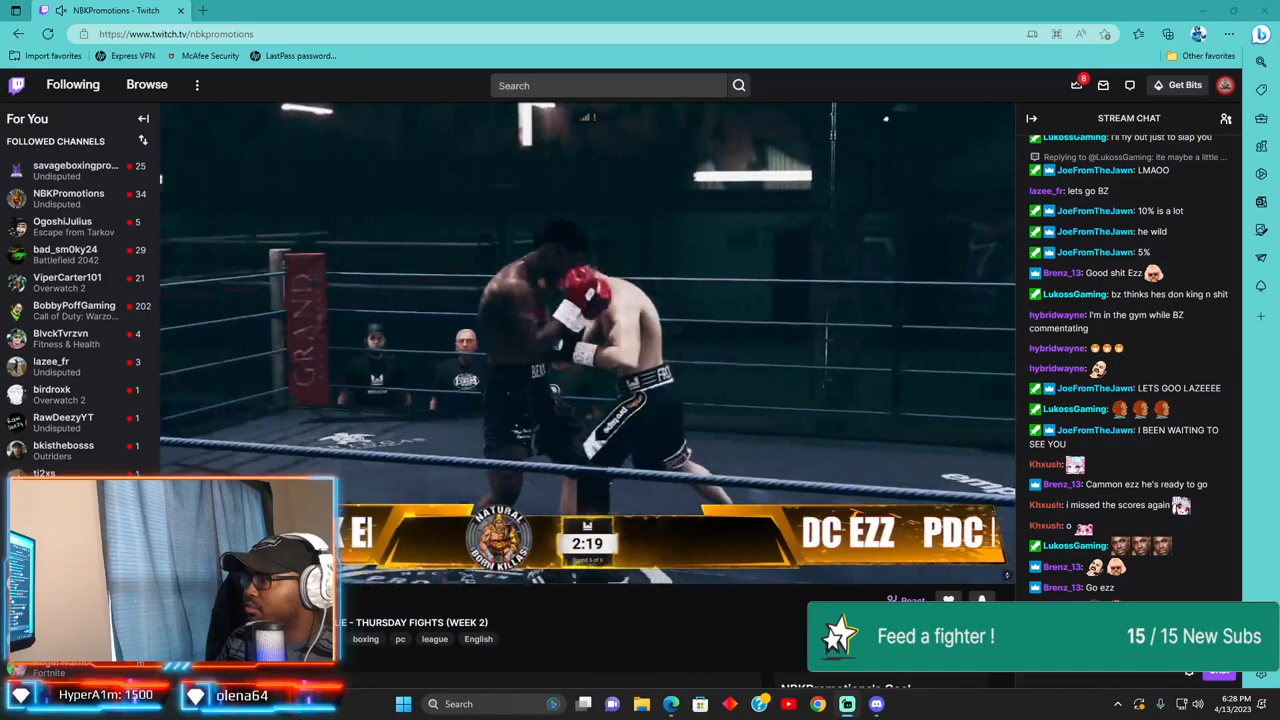 NBKPromotions - Twitch
https://www.twitch.tv/nbkpromotions
Import favorites
Express VPN
McAfee Security
LastPass password...
Other favorites
Following
Browse
Search
8
Get Bits
For You
FOLLOWED CHANNELS
savageboxingpro...
25
Undisputed
NBKPromotions
34
Undisputed
OgoshiJulius
5
Escape from Tarkov
bad_sm0ky24
29
Battlefield 2042
ViperCarter101
21
Overwatch 2
BobbyPoffGaming
202
Call of Duty: Warzo...
BlvckTvrzvn
4
Fitness & Health
lazee_fr
3
Undisputed
birdroxk
1
Overwatch 2
RawDeezyYT
1
Undisputed
bkisthebosss
1
Outriders
ti2xs
Fortnite
GRAND
NATURAL
BORN KILLERS
2:19
DC EZZ PDC
React
UE - THURSDAY FIGHTS (WEEK 2)
boxing
pc
league
English
STREAM CHAT
LukossGaming: I'll fly out just to slap you
Replying to @LukossGaming: ite maybe a little ...
JoeFromTheJawn: LMAOO
lazee_fr: lets go BZ
JoeFromTheJawn: 10% is a lot
JoeFromTheJawn: he wild
JoeFromTheJawn: 5%
Brenz_13: Good shit Ezz
LukossGaming: bz thinks hes don king n shit
hybridwayne: I'm in the gym while BZ
commentating
hybridwayne:
hybridwayne:
JoeFromTheJawn: LETS GOO LAZEEEE
LukossGaming:
JoeFromTheJawn: I BEEN WAITING TO
SEE YOU
Khxush:
Brenz_13: Cammon ezz he's ready to go
Khxush: i missed the scores again
Khxush: o
LukossGaming:
Brenz_13:
Brenz_13: Go ezz
Feed a fighter !
15 / 15 New Subs
HyperA1m: 1500
olena64
Search
6:28 PM
4/13/2023